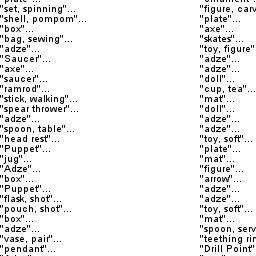 "set, spinning"...
"shell, pompom"...
"box"...
"bag, sewing"...
"adze"...
"Saucer"...
"axe"...
"saucer"...
"ramrod"...
"stick, walking"...
"spear thrower"...
"adze"...
"spoon, table"...
"head rest"...
"Puppet"...
"jug"...
"Adze"...
"box"...
"Puppet"...
"flask, shot"...
"pouch, shot"...
"box"...
"adze"...
"vase, pair"...
"pendant"...
"figure, carv
"plate"...
"axe"...
"skates"...
"toy, figure"
"adze"...
"adze"...
"doll"...
"cup, tea"...
"mat"...
"doll"...
"adze"...
"adze"...
"toy, soft"...
"plate"...
"mat"...
"figure"...
"arrow"...
"adze"...
"adze"...
"toy, soft"...
"mat"...
"spoon, serv
"teething rin
"Drill Point"